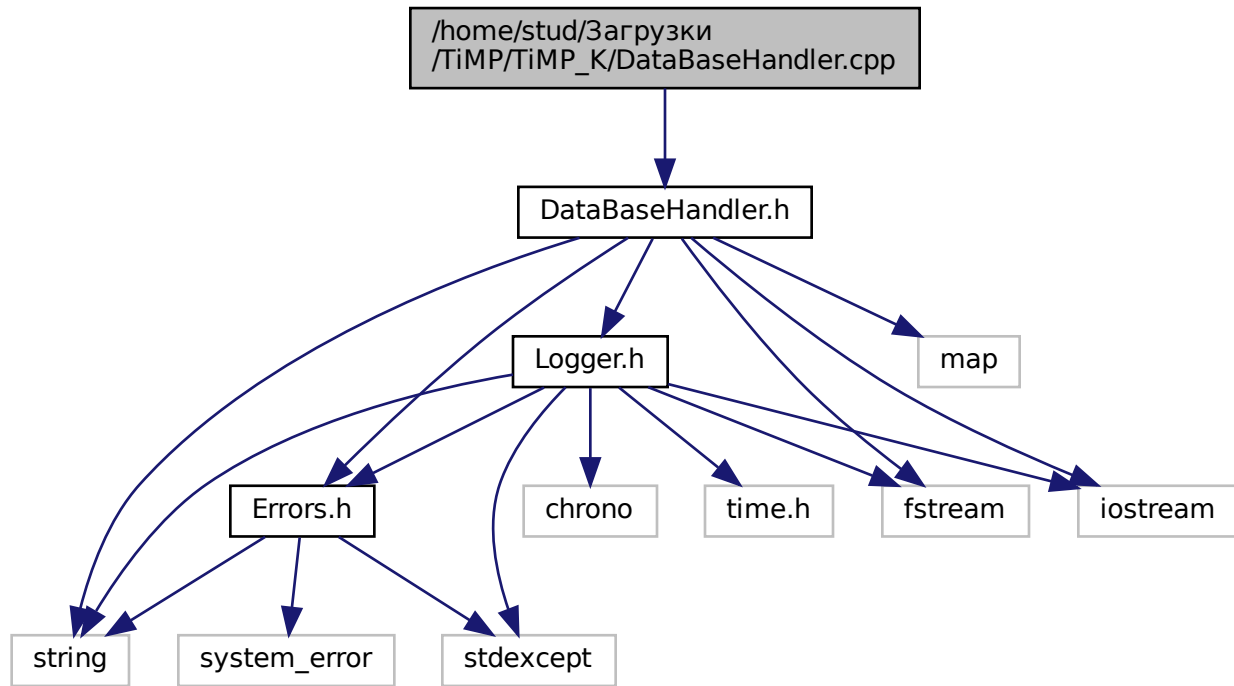 /home/stud/Загрузки
/TiMP/TiMP_K/DataBaseHandler.cpp
DataBaseHandler.h
Logger.h
map
Errors.h
chrono
time.h
fstream
iostream
string
system_error
stdexcept